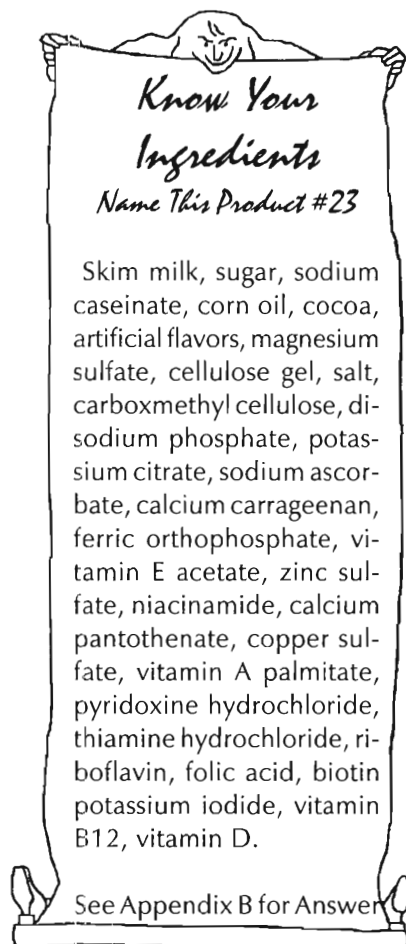 Know Your
Ingredients
Name This Product #23
Skim milk, sugar, sodium
caseinate, corn oil, cocoa,
artificial flavors, magnesium
sulfate, cellulose gel, salt,
carboxmethyl cellulose, di-
sodium phosphate, potas-
sium citrate, sodium ascor-
bate, calcium carrageenan,
ferric orthophosphate, vi-
tamin E acetate, zinc sul-
fate, niacinamide, calcium
pantothenate, copper sul-
fate, vitamin A palmitate,
pyridoxine hydrochloride,
thiamine hydrochloride, ri-
boflavin, folic acid, biotin
potassium iodide, vitamin
B12, vitamin D.
See Appendix B for Answer